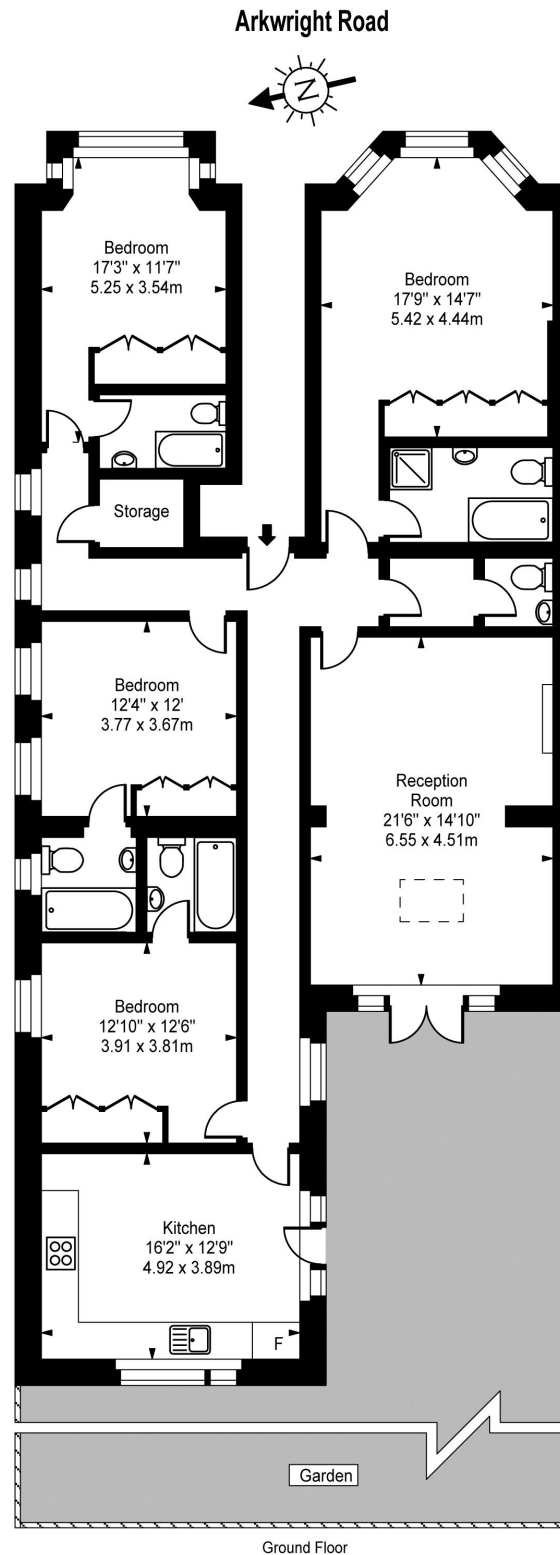 Arkwright Road
N
Bedroom
17'3" x 11'7"
5.25 x 3.54m
Bedroom
17'9" x 14'7"
5.42 x 4.44m
Storage
Bedroom
12'4" x 12'
3.77 x 3.67m
Reception
Room
21'6" x 14'10"
6.55 x 4.51m
Bedroom
12'10" x 12'6"
3.91 x 3.81m
Kitchen
16'2" x 12'9"
4.92 x 3.89m
F
Garden
Ground Floor